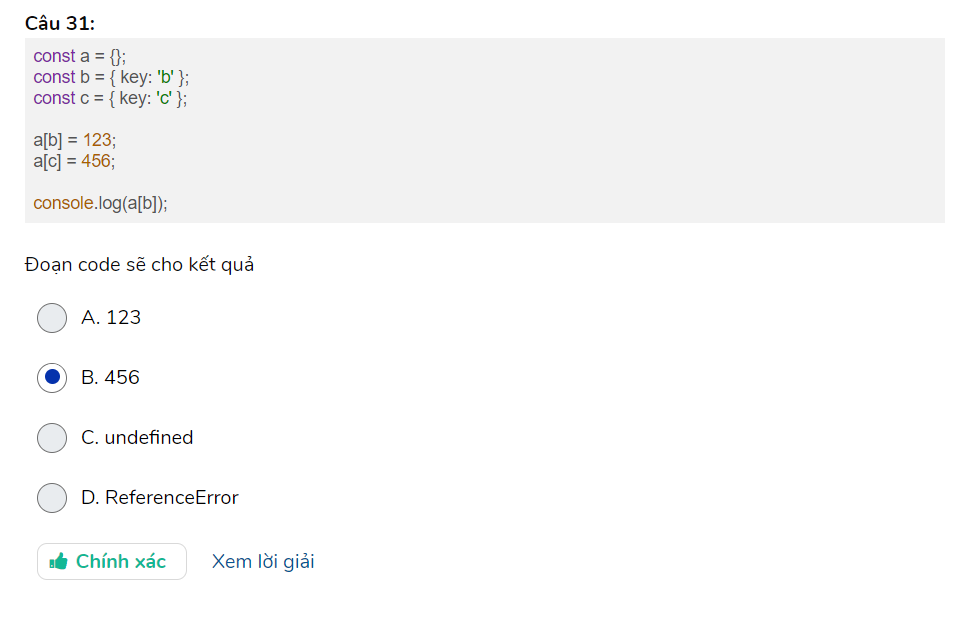 Câu 31:
const a = {};
const b = { key: 'b' };
const c = { key: 'c' };
a[b] = 123;
a[c] = 456;
console.log(a[b]);
Đoạn code sẽ cho kết quả
A. 123
B. 456
C. undefined
D. ReferenceError
Chính xác Xem lời giải